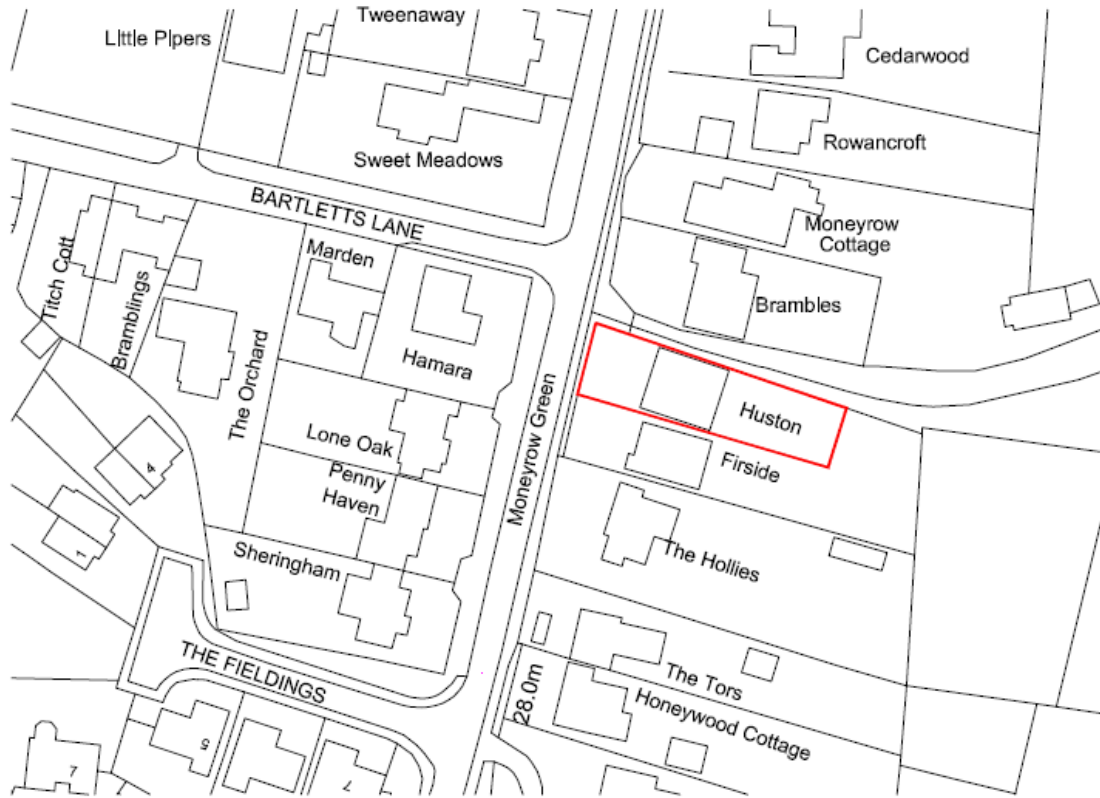 Tweenaway
Little Pipers
Cedarwood
Rowancroft
Sweet Meadows
BARTLETTS LANE
Moneyrow
Cottage
Marden
Titch Cott
Bramblings
Brambles
The Orchard
Hamara
Moneyrow Green
Huston
Lone Oak
Firside
Penny
Haven
4
1
Sheringham
The Hollies
THE FIELDINGS
The Tors
28.0m
Honeywood Cottage
5
7
7